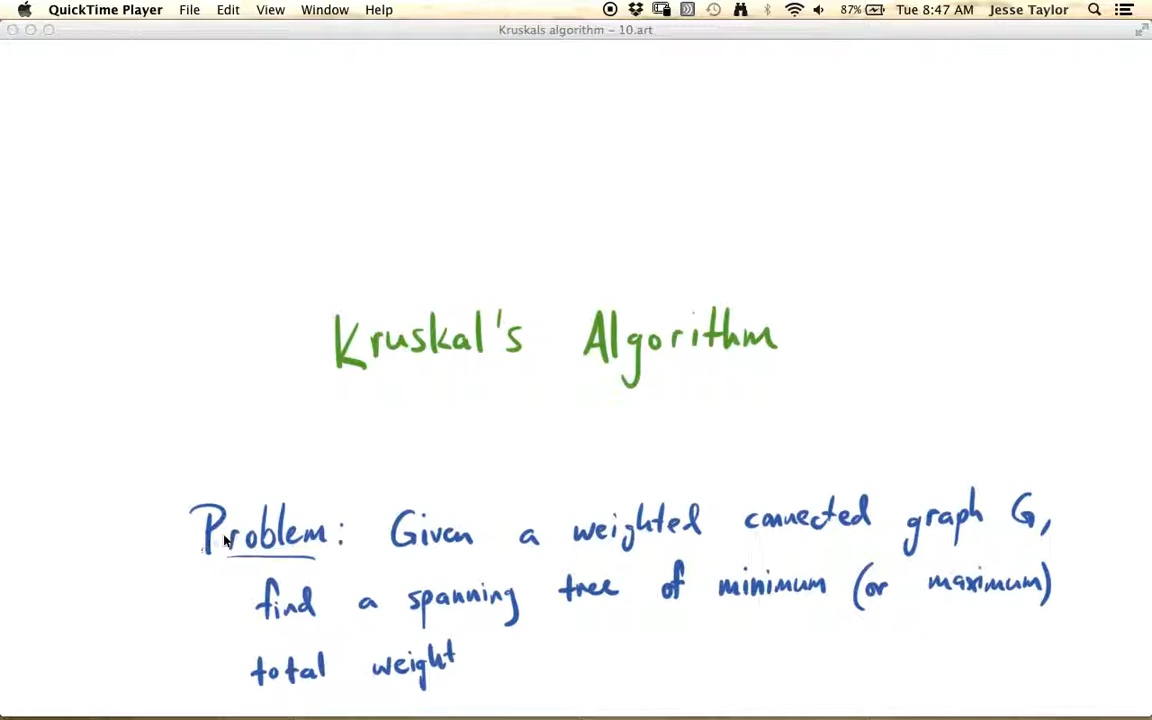 QuickTime Player File Edit View Window Help 87% Tue 8:47 AM Jesse Taylor
Kruskals algorithm – 10.art
Kruskal's Algorithm
Problem: Given a weighted connected graph G,
find a spanning tree of minimum (or maximum)
total weight